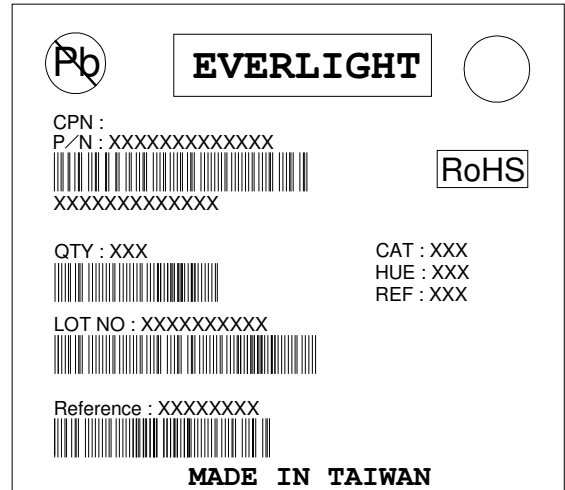 Pb
EVERLIGHT
CPN :
P／N : XXXXXXXXXXXXX
RoHS
XXXXXXXXXXXXX
QTY : XXX
CAT : XXX
HUE : XXX
REF : XXX
LOT NO : XXXXXXXXXX
Reference : XXXXXXXX
MADE IN TAIWAN